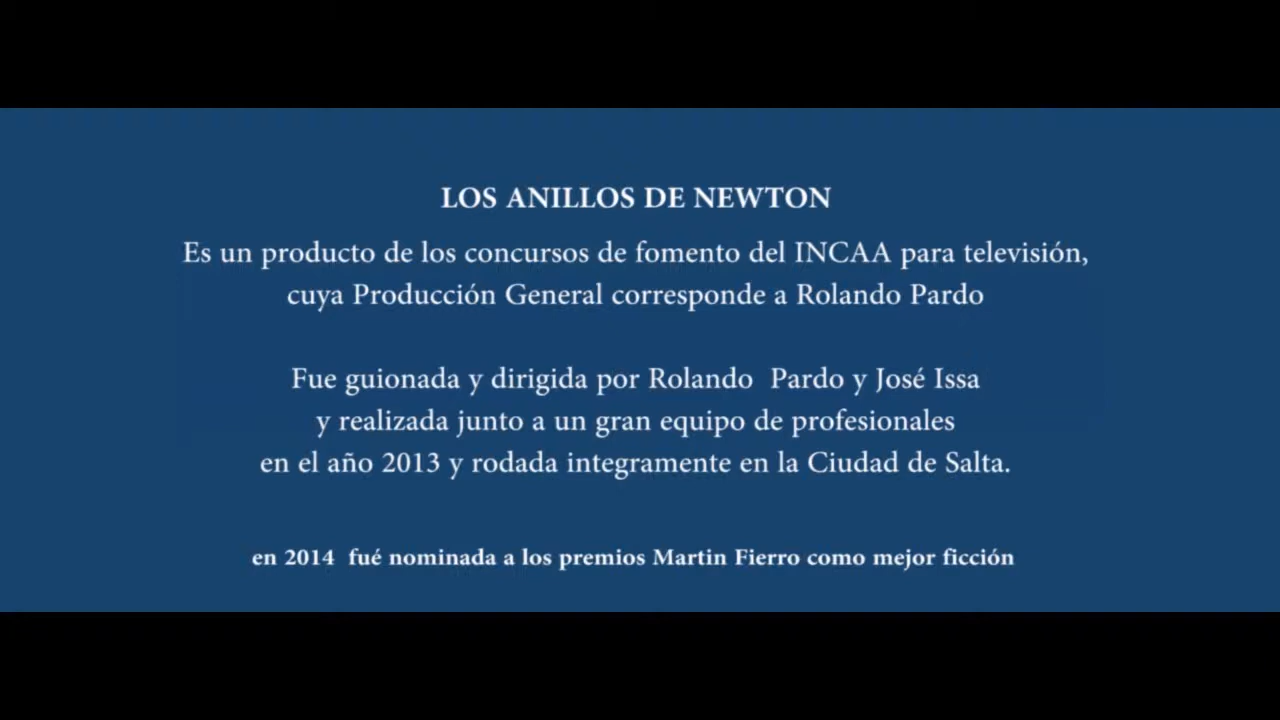 LOS ANILLOS DE NEWTON
Es un producto de los concursos de fomento del INCAA para televisión,
cuya Producción General corresponde a Rolando Pardo
Fue guionada y dirigida por Rolando  Pardo y José Issa
y realizada junto a un gran equipo de profesionales
en el año 2013 y rodada integramente en la Ciudad de Salta.
en 2014  fué nominada a los premios Martin Fierro como mejor ficción